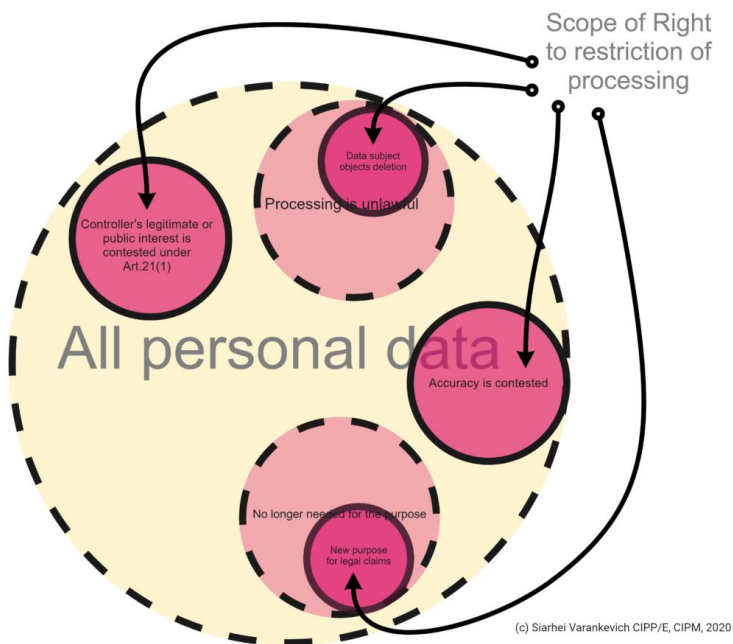 Scope of Right
to restriction of
processing
Data subject
objects deletion
Processing is unlawful
Controller's legitimate or
public interest is
contested under
Art.21(1)
All personal data
Accuracy is contested
No longer needed for the purpose
New purpose
for legal claims
(c) Siarhei Varankevich CIPP/E, CIPM, 2020